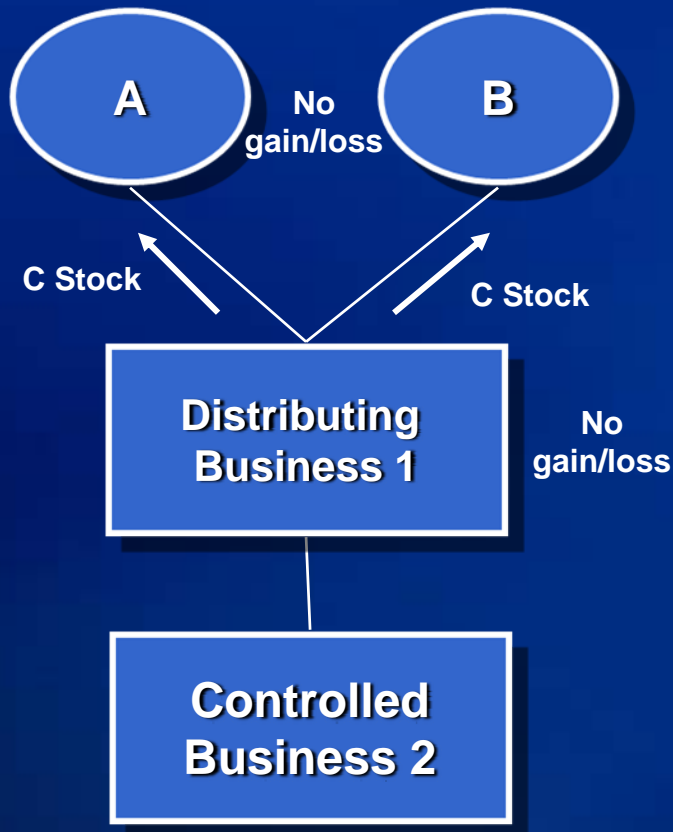 A
No
gain/loss
B
C Stock
C Stock
Distributing
Business 1
No
gain/loss
Controlled
Business 2